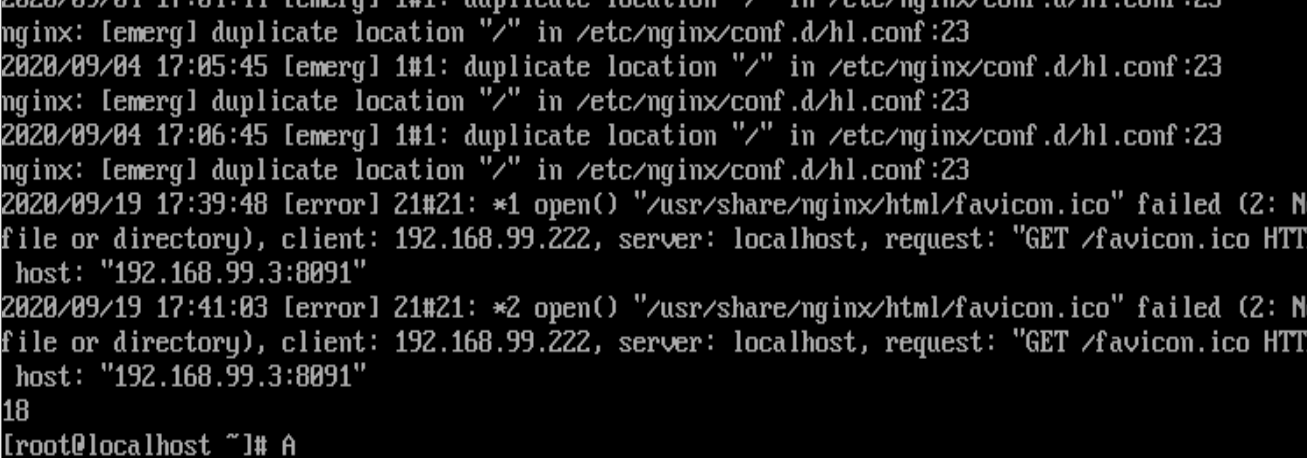 2020/09/04 17:01:11 [emerg] 1#1: duplicate location "/" in /etc/nginx/conf.d/hl.conf:23
nginx: [emerg] duplicate location "/" in /etc/nginx/conf.d/hl.conf:23
2020/09/04 17:05:45 [emerg] 1#1: duplicate location "/" in /etc/nginx/conf.d/hl.conf:23
nginx: [emerg] duplicate location "/" in /etc/nginx/conf.d/hl.conf:23
2020/09/04 17:06:45 [emerg] 1#1: duplicate location "/" in /etc/nginx/conf.d/hl.conf:23
nginx: [emerg] duplicate location "/" in /etc/nginx/conf.d/hl.conf:23
2020/09/19 17:39:48 [error] 21#21: *1 open() "/usr/share/nginx/html/favicon.ico" failed (2: N
file or directory), client: 192.168.99.222, server: localhost, request: "GET /favicon.ico HTT
host: "192.168.99.3:8091"
2020/09/19 17:41:03 [error] 21#21: *2 open() "/usr/share/nginx/html/favicon.ico" failed (2: N
file or directory), client: 192.168.99.222, server: localhost, request: "GET /favicon.ico HTT
host: "192.168.99.3:8091"
18
[root@localhost ~]# A